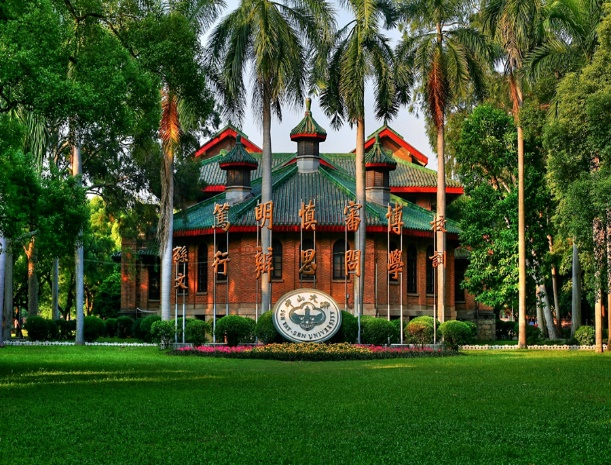 校訓
博學
審問
慎思
明辨
篤行
孫文
中山大學
SUN YAT-SEN UNIVERSITY